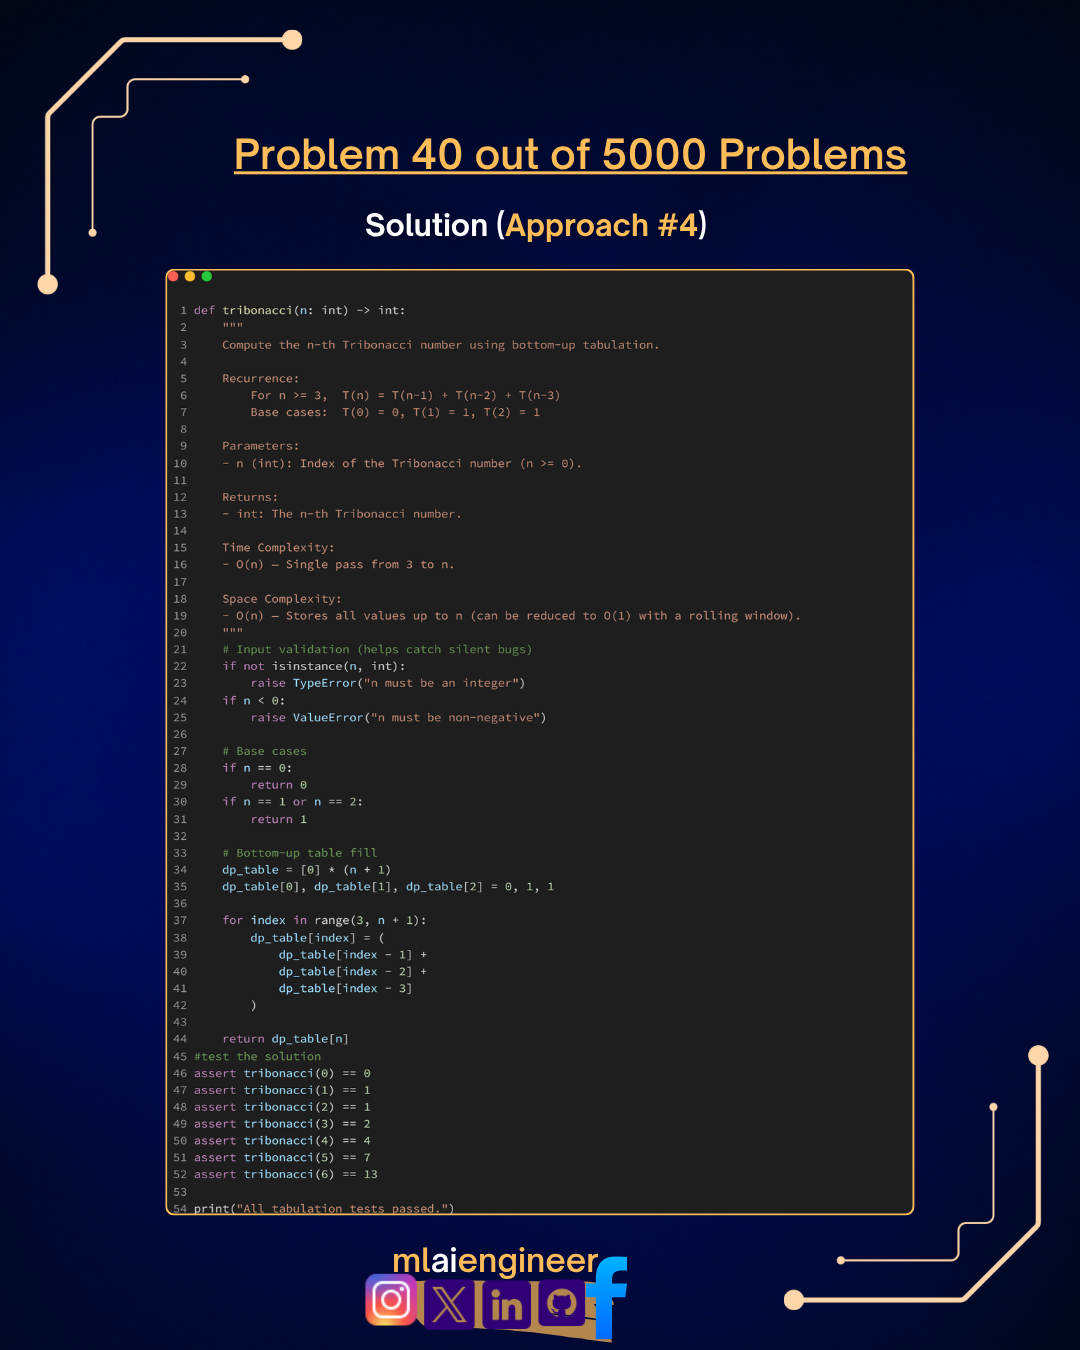 Problem 40 out of 5000 Problems
Solution (Approach #4)
1 def tribonacci(n: int) -> int:
2     """
3     Compute the n-th Tribonacci number using bottom-up tabulation.
4
5     Recurrence:
6         For n >= 3,  T(n) = T(n-1) + T(n-2) + T(n-3)
7         Base cases:  T(0) = 0, T(1) = 1, T(2) = 1
8
9     Parameters:
10     - n (int): Index of the Tribonacci number (n >= 0).
11
12     Returns:
13     - int: The n-th Tribonacci number.
14
15     Time Complexity:
16     - O(n) — Single pass from 3 to n.
17
18     Space Complexity:
19     - O(n) — Stores all values up to n (can be reduced to O(1) with a rolling window).
20     """
21     # Input validation (helps catch silent bugs)
22     if not isinstance(n, int):
23         raise TypeError("n must be an integer")
24     if n < 0:
25         raise ValueError("n must be non-negative")
26
27     # Base cases
28     if n == 0:
29         return 0
30     if n == 1 or n == 2:
31         return 1
32
33     # Bottom-up table fill
34     dp_table = [0] * (n + 1)
35     dp_table[0], dp_table[1], dp_table[2] = 0, 1, 1
36
37     for index in range(3, n + 1):
38         dp_table[index] = (
39             dp_table[index - 1] +
40             dp_table[index - 2] +
41             dp_table[index - 3]
42         )
43
44     return dp_table[n]
45 #test the solution
46 assert tribonacci(0) == 0
47 assert tribonacci(1) == 1
48 assert tribonacci(2) == 1
49 assert tribonacci(3) == 2
50 assert tribonacci(4) == 4
51 assert tribonacci(5) == 7
52 assert tribonacci(6) == 13
53
54 print("All tabulation tests passed.")
mlaiengineer